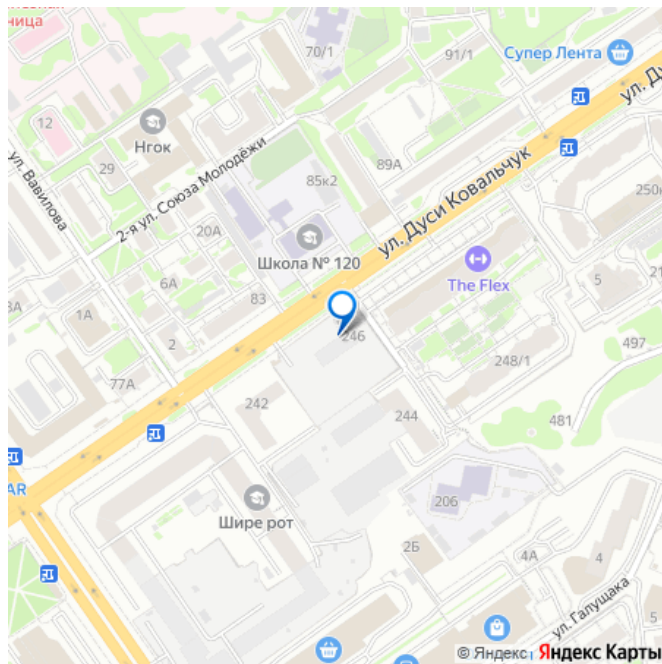 ница
70/1
91/1
Супер Лента
ул. Ду
12
Нгок
29
2-я ул. Союза Молодёжи
89А
85к2
ул. Дуси Ковальчук
ул. Вавилова
250к
20А
Школа № 120
6А
83
The Flex
5
21
3А
1А
2
246
497
248/1
77А
242
244
481
AR
206
Шире рот
2Б
4А
4
ул. Галущака
5
© Яндекс
Яндекс Карты